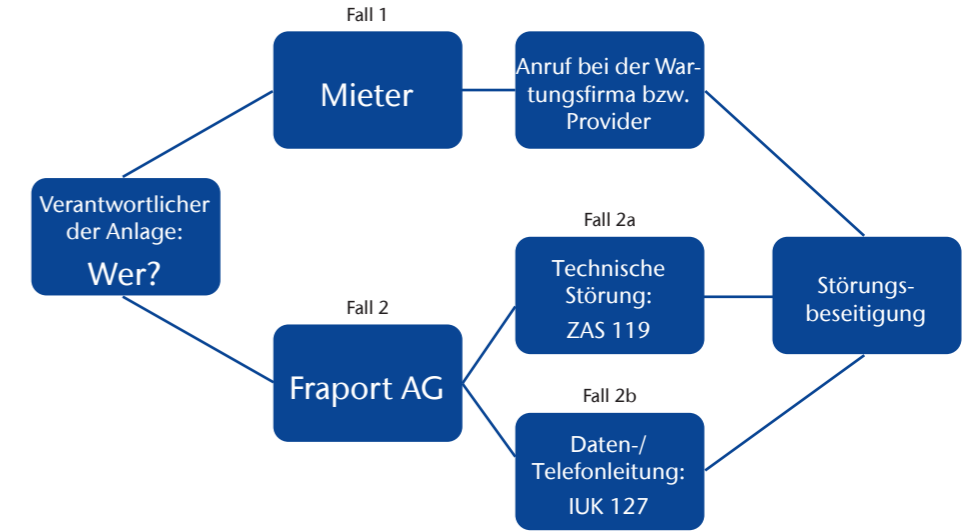 Fall 1
Mieter
Anruf bei der War-
tungsfirma bzw.
Provider
Verantwortlicher
der Anlage:
Wer?
Fall 2
Fraport AG
Fall 2a
Technische
Störung:
ZAS 119
Fall 2b
Daten-/
Telefonleitung:
IUK 127
Störungs-
beseitigung